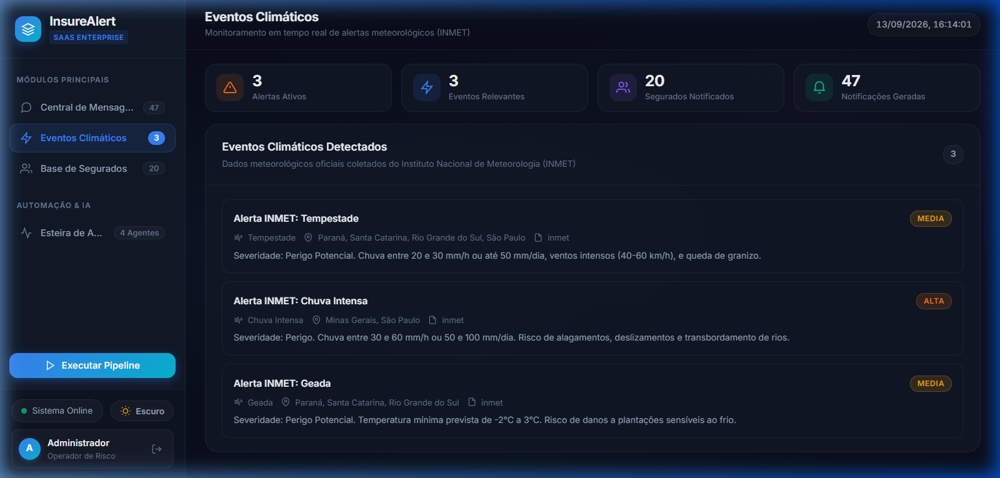 InsureAlert
SAAS ENTERPRISE
MÓDULOS PRINCIPAIS
Central de Mensag... 47
Eventos Climáticos 3
Base de Segurados 20
AUTOMAÇÃO & IA
Esteira de A... 4 Agentes
Executar Pipeline
Sistema Online
Escuro
A
Administrador
Operador de Risco
Eventos Climáticos
Monitoramento em tempo real de alertas meteorológicos (INMET)
13/09/2026, 16:14:01
3
Alertas Ativos
3
Eventos Relevantes
20
Segurados Notificados
47
Notificações Geradas
Eventos Climáticos Detectados
Dados meteorológicos oficiais coletados do Instituto Nacional de Meteorologia (INMET)
3
Alerta INMET: Tempestade
MEDIA
Tempestade Paraná, Santa Catarina, Rio Grande do Sul, São Paulo inmet
Severidade: Perigo Potencial. Chuva entre 20 e 30 mm/h ou até 50 mm/dia, ventos intensos (40-60 km/h), e queda de granizo.
Alerta INMET: Chuva Intensa
ALTA
Chuva Intensa Minas Gerais, São Paulo inmet
Severidade: Perigo. Chuva entre 30 e 60 mm/h ou 50 e 100 mm/dia. Risco de alagamentos, deslizamentos e transbordamento de rios.
Alerta INMET: Geada
MEDIA
Geada Paraná, Santa Catarina, Rio Grande do Sul inmet
Severidade: Perigo Potencial. Temperatura mínima prevista de -2°C a 3°C. Risco de danos a plantações sensíveis ao frio.